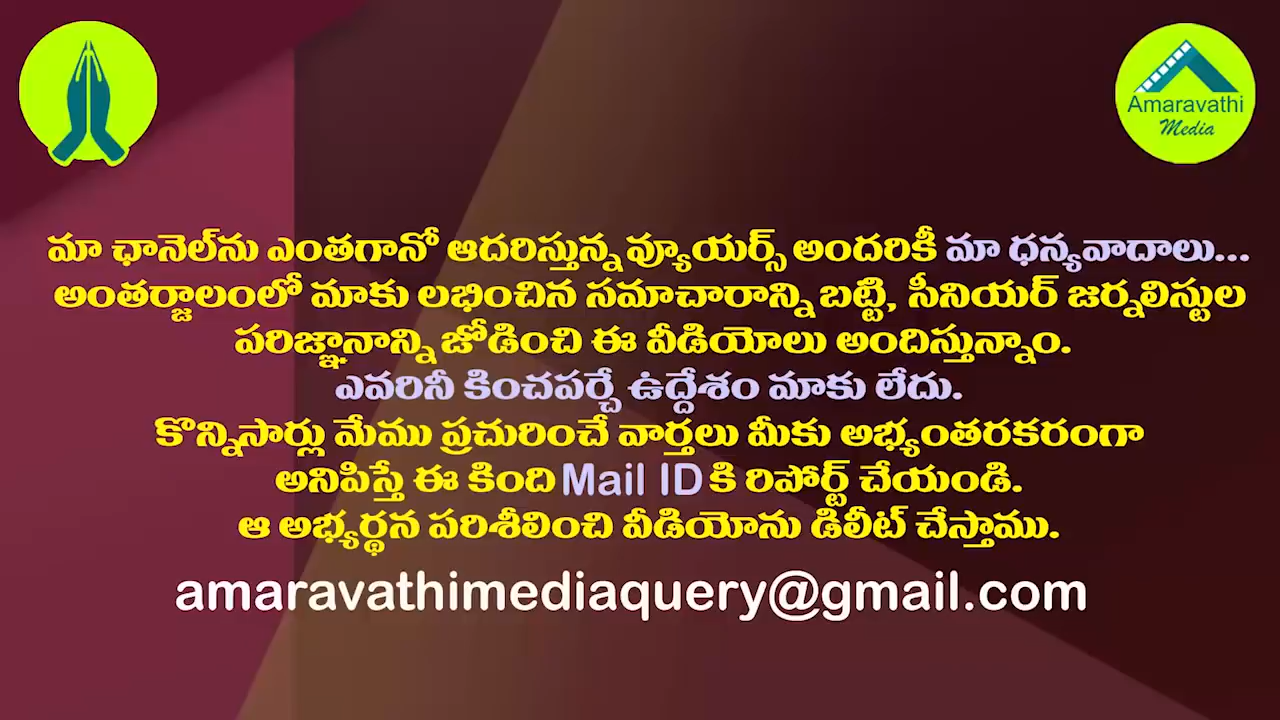 Amaravathi
Media
మా ఛానెల్‌ను ఎంతగానో ఆదరిస్తున్న వ్యూయర్స్ అందరికీ మా ధన్యవాదాలు...
అంతర్జాలంలో మాకు లభించిన సమాచారాన్ని బట్టి, సీనియర్ జర్నలిస్టుల
పరిజ్ఞానాన్ని జోడించి ఈ వీడియోలు అందిస్తున్నాం.
ఎవరినీ కించపర్చే ఉద్దేశం మాకు లేదు.
కొన్నిసార్లు మేము ప్రచురించే వార్తలు మీకు అభ్యంతరకరంగా
అనిపిస్తే ఈ కింది Mail ID కి రిపోర్ట్ చేయండి.
ఆ అభ్యర్థన పరిశీలించి వీడియోను డిలీట్ చేస్తాము.
amaravathimediaquery@gmail.com